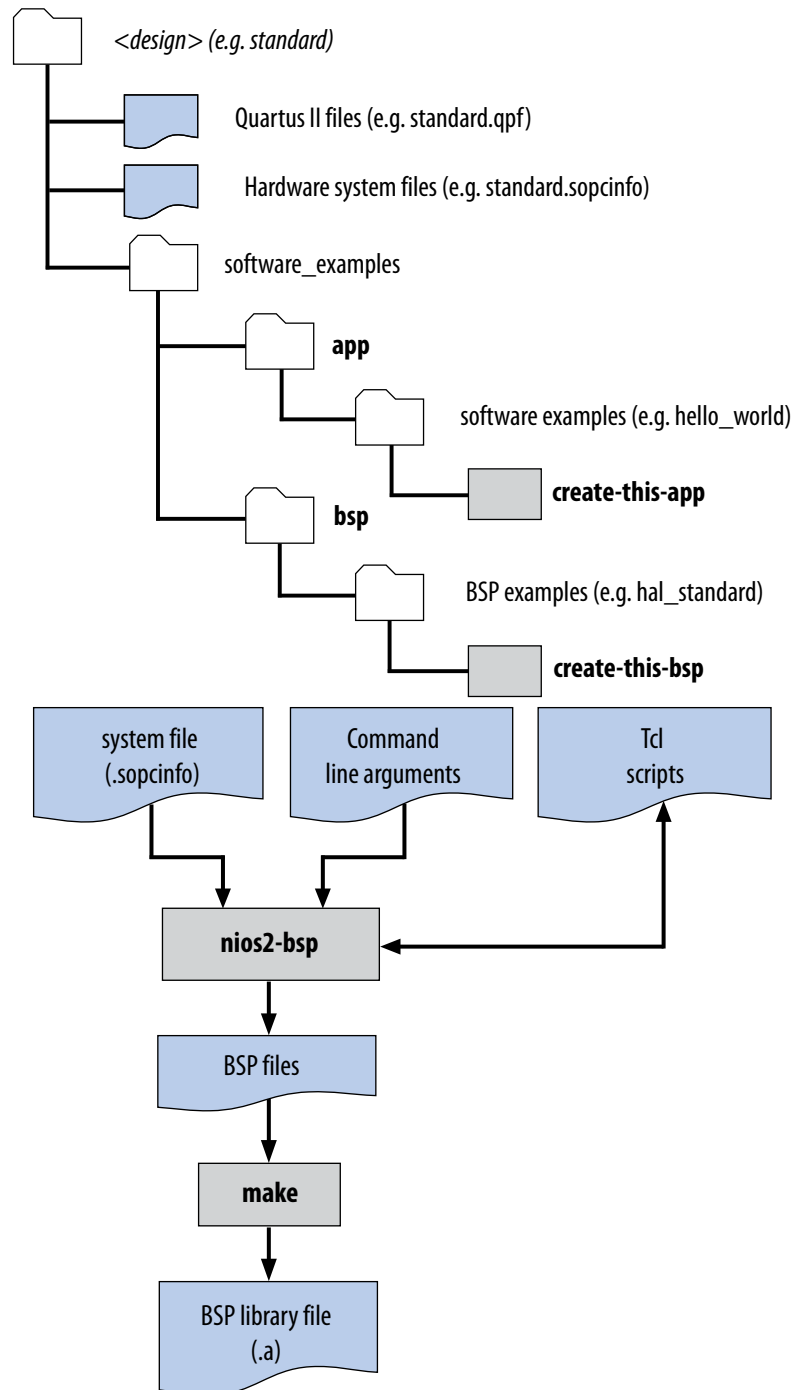 <design> (e.g. standard)
Quartus II files (e.g. standard.qpf)
Hardware system files (e.g. standard.sopcinfo)
software_examples
app
software examples (e.g. hello_world)
create-this-app
bsp
BSP examples (e.g. hal_standard)
create-this-bsp
system file
(.sopcinfo)
Command
line arguments
Tcl
scripts
nios2-bsp
BSP files
make
BSP library file
(.a)